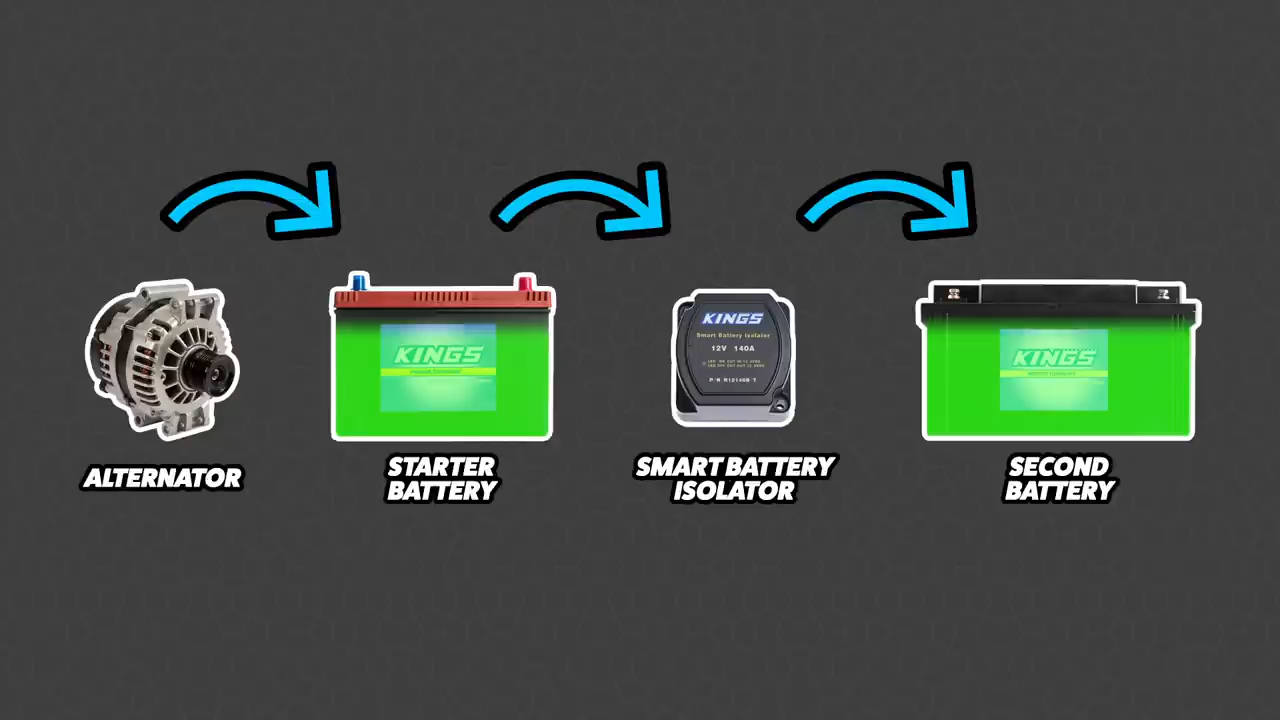 KINGS
KINGS
KINGS
Smart Battery Isolator
12V 140A
ALTERNATOR
STARTER
BATTERY
SMART BATTERY
ISOLATOR
SECOND
BATTERY